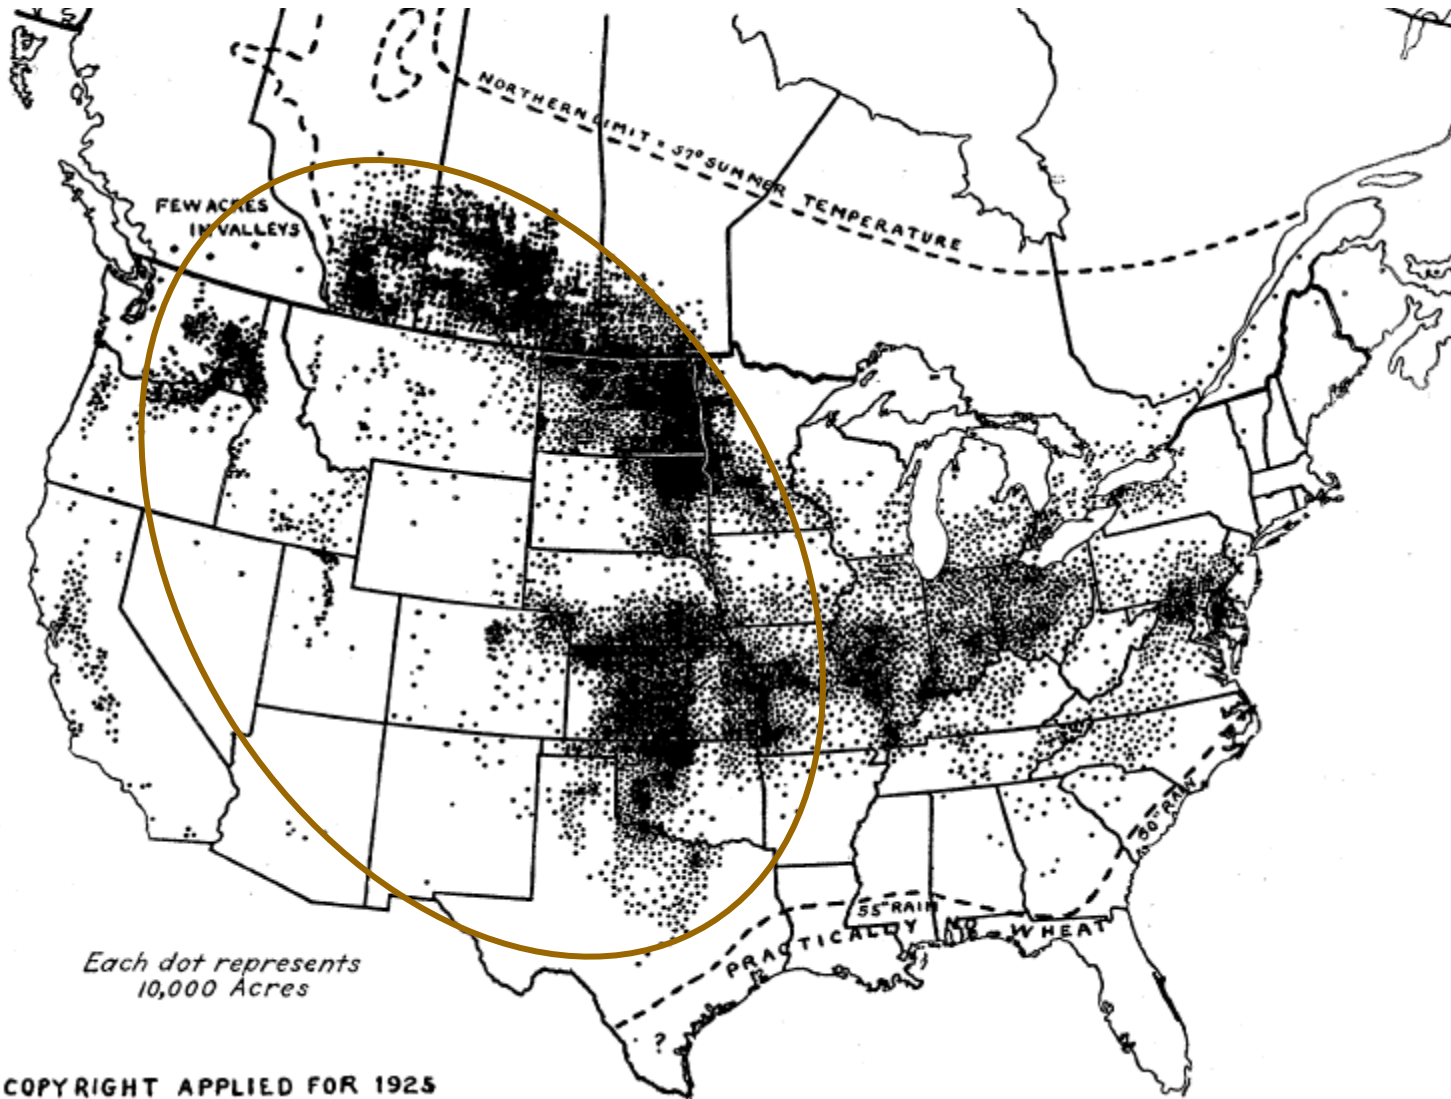 NORTHERN LIMIT = 57° SUMMER TEMPERATURE
FEW ACRES
IN VALLEYS
60" RAIN
55" RAIN
PRACTICALLY NO WHEAT
?
Each dot represents
10,000 Acres
COPYRIGHT APPLIED FOR 1925